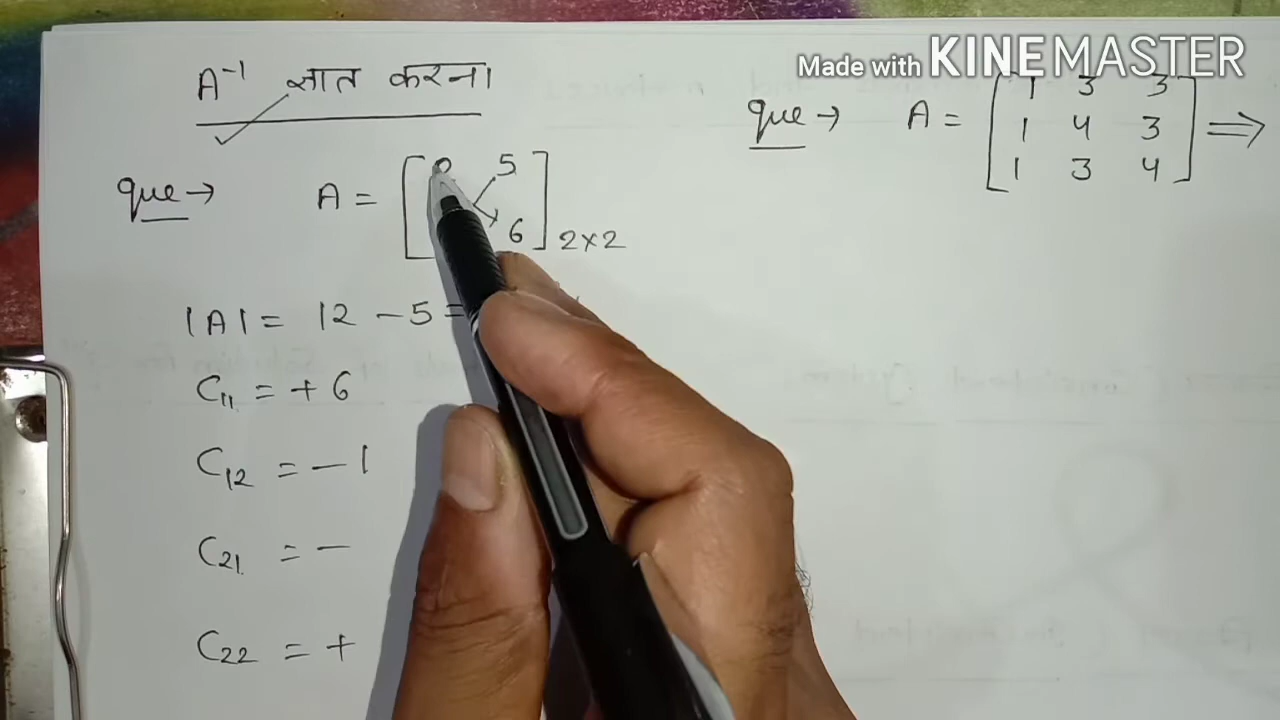 Made with KINEMASTER
A⁻¹ ज्ञात करना
que → A = [ 5
6 ] 2×2
|A| = 12 - 5 =
C₁₁ = + 6
C₁₂ = - 1
C₂₁ = -
C₂₂ = +
que → A = [ 1 3 3
1 4 3
1 3 4 ] ⇒